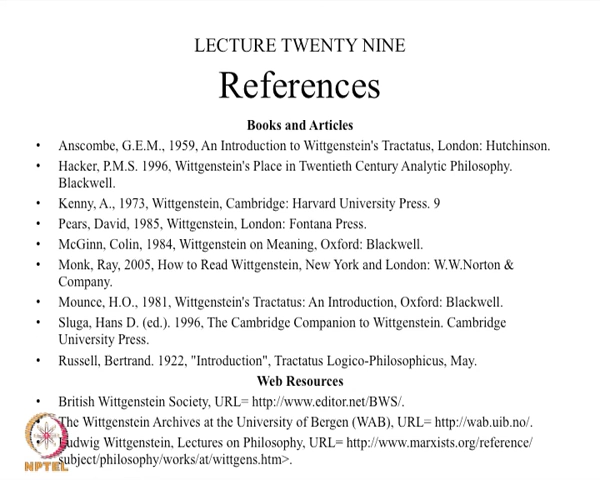 LECTURE TWENTY NINE
References
Books and Articles
• Anscombe, G.E.M., 1959, An Introduction to Wittgenstein's Tractatus, London: Hutchinson.
• Hacker, P.M.S. 1996, Wittgenstein's Place in Twentieth Century Analytic Philosophy.
Blackwell.
• Kenny, A., 1973, Wittgenstein, Cambridge: Harvard University Press. 9
• Pears, David, 1985, Wittgenstein, London: Fontana Press.
• McGinn, Colin, 1984, Wittgenstein on Meaning, Oxford: Blackwell.
• Monk, Ray, 2005, How to Read Wittgenstein, New York and London: W.W.Norton &
Company.
• Mounce, H.O., 1981, Wittgenstein's Tractatus: An Introduction, Oxford: Blackwell.
• Sluga, Hans D. (ed.). 1996, The Cambridge Companion to Wittgenstein. Cambridge
University Press.
• Russell, Bertrand. 1922, "Introduction", Tractatus Logico-Philosophicus, May.
Web Resources
• British Wittgenstein Society, URL= http://www.editor.net/BWS/.
• The Wittgenstein Archives at the University of Bergen (WAB), URL= http://wab.uib.no/.
• Ludwig Wittgenstein, Lectures on Philosophy, URL= http://www.marxists.org/reference/
subject/philosophy/works/at/wittgens.htm>.
NPTEL